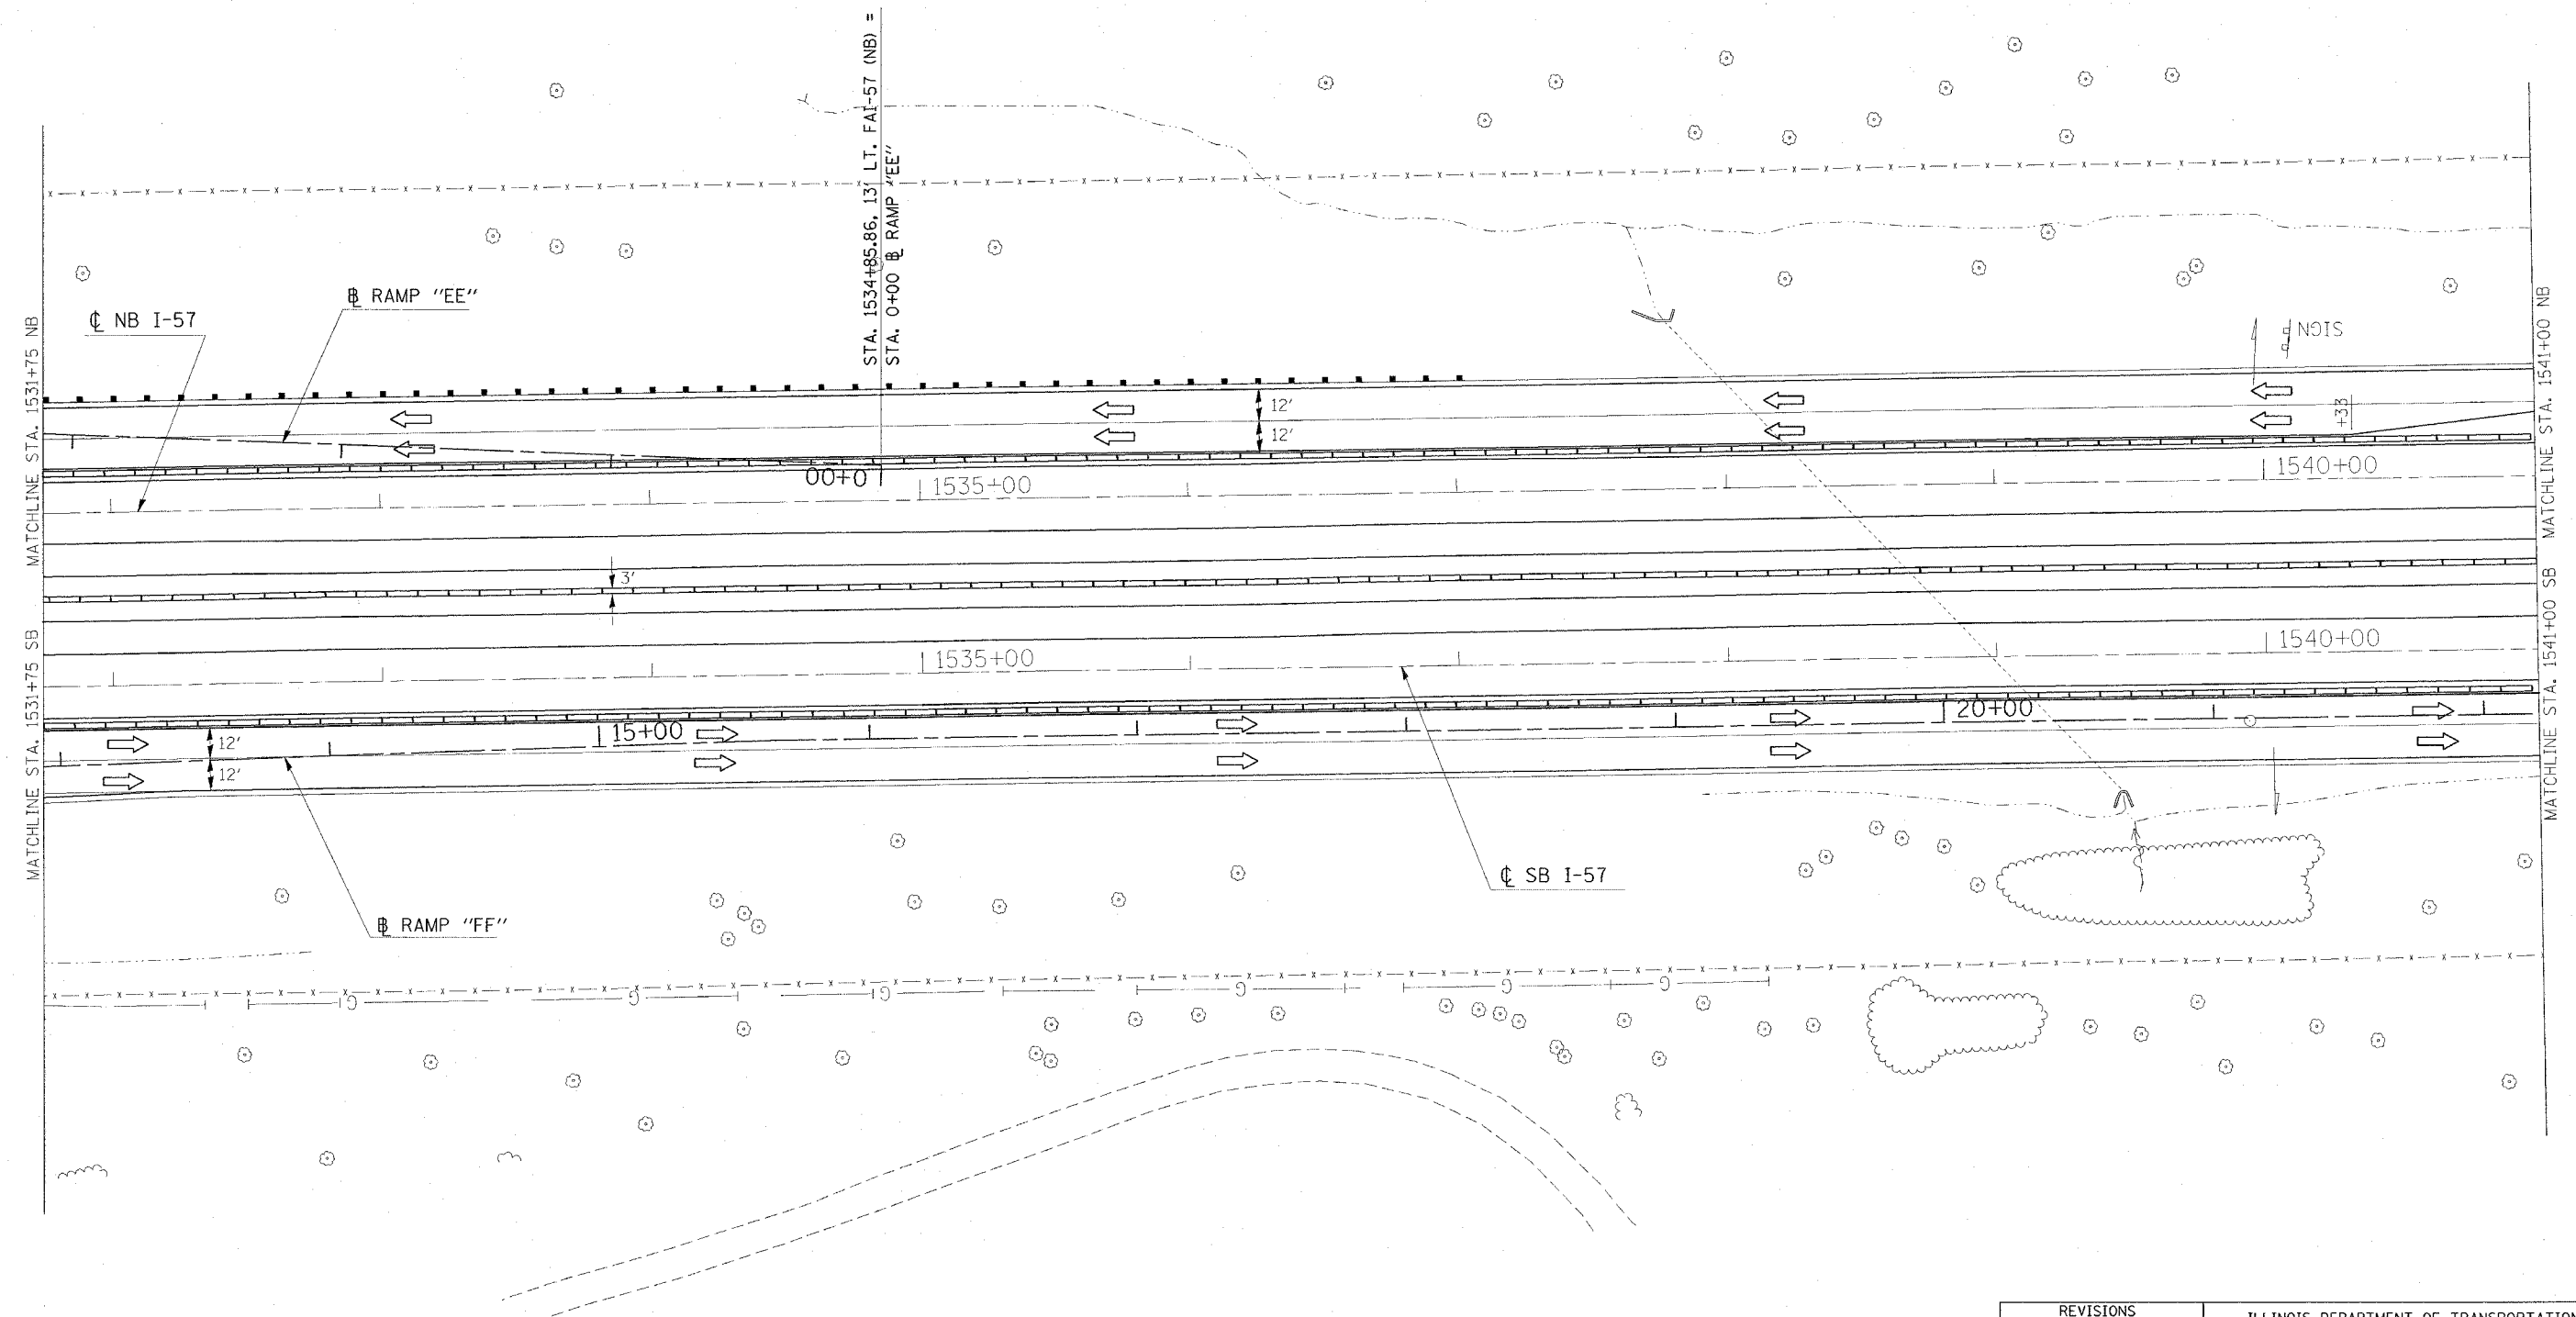 STA. 1534+85.86, 13' LT. FAI-57 (NB) =
STA. 0+00 ⅊ RAMP "EE"
℄ NB I-57
⅊ RAMP "EE"
MATCHLINE STA. 1531+75 NB
MATCHLINE STA. 1541+00 NB
SIGN
+33
12'
12'
0+00
1535+00
1540+00
3'
MATCHLINE STA. 1531+75 SB
MATCHLINE STA. 1541+00 SB
1535+00
1540+00
12'
12'
15+00
20+00
℄ SB I-57
⅊ RAMP "FF"
G
G
G
G
G
G
REVISIONS
ILLINOIS DEPARTMENT OF TRANSPORTATION